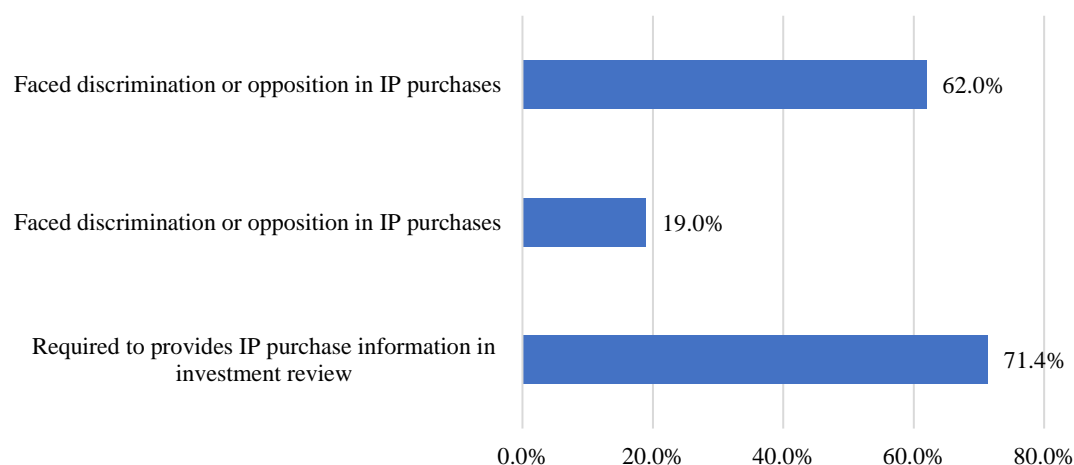 Faced discrimination or opposition in IP purchases
62.0%
Faced discrimination or opposition in IP purchases
19.0%
Required to provides IP purchase information in
investment review
71.4%
0.0% 20.0% 40.0% 60.0% 80.0%